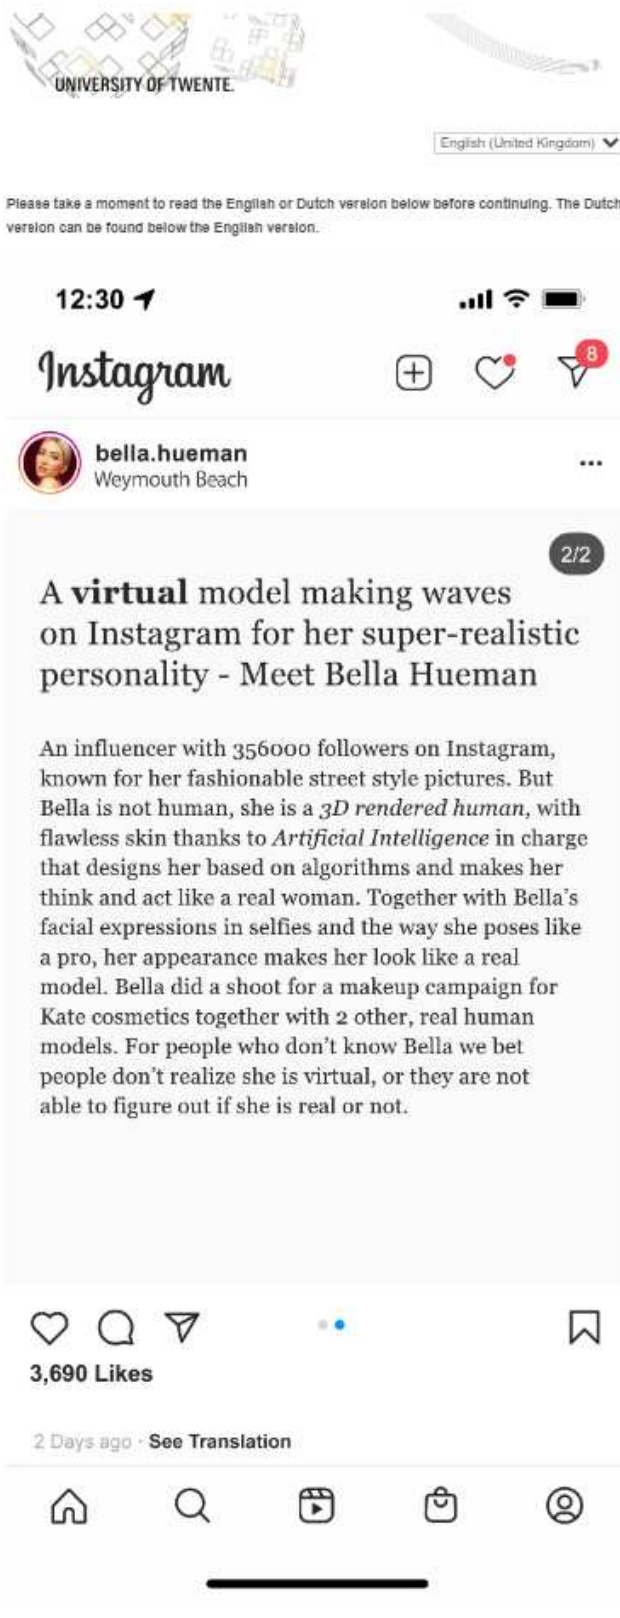 UNIVERSITY OF TWENTE.
English (United Kingdom)
Please take a moment to read the English or Dutch version below before continuing. The Dutch
version can be found below the English version.
12:30
Instagram
8
bella.hueman
Weymouth Beach
2/2
A virtual model making waves
on Instagram for her super-realistic
personality - Meet Bella Hueman
An influencer with 356000 followers on Instagram,
known for her fashionable street style pictures. But
Bella is not human, she is a 3D rendered human, with
flawless skin thanks to Artificial Intelligence in charge
that designs her based on algorithms and makes her
think and act like a real woman. Together with Bella's
facial expressions in selfies and the way she poses like
a pro, her appearance makes her look like a real
model. Bella did a shoot for a makeup campaign for
Kate cosmetics together with 2 other, real human
models. For people who don't know Bella we bet
people don't realize she is virtual, or they are not
able to figure out if she is real or not.
3,690 Likes
2 Days ago · See Translation